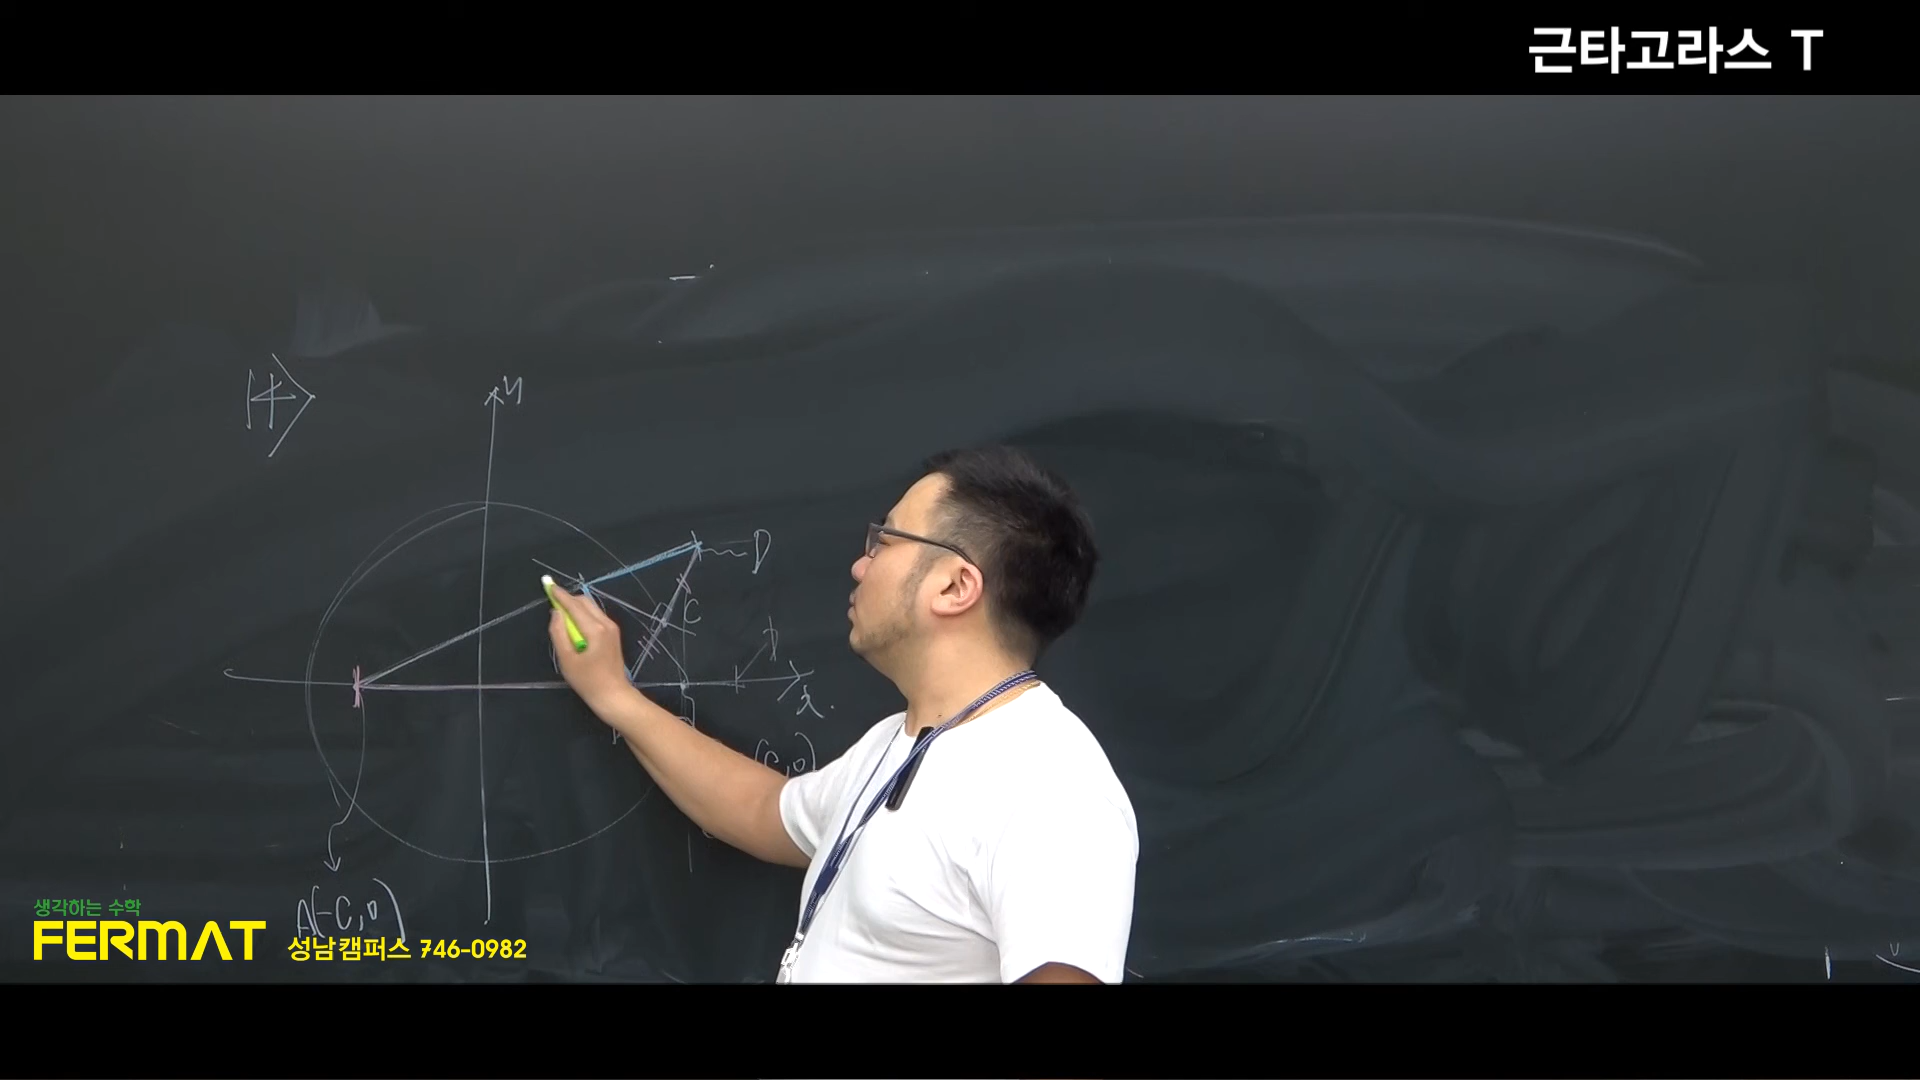 근타고라스 T
y
D
C
x.
(C,0)
A(-C,0)
생각하는 수학
FERMAT 성남캠퍼스 746-0982